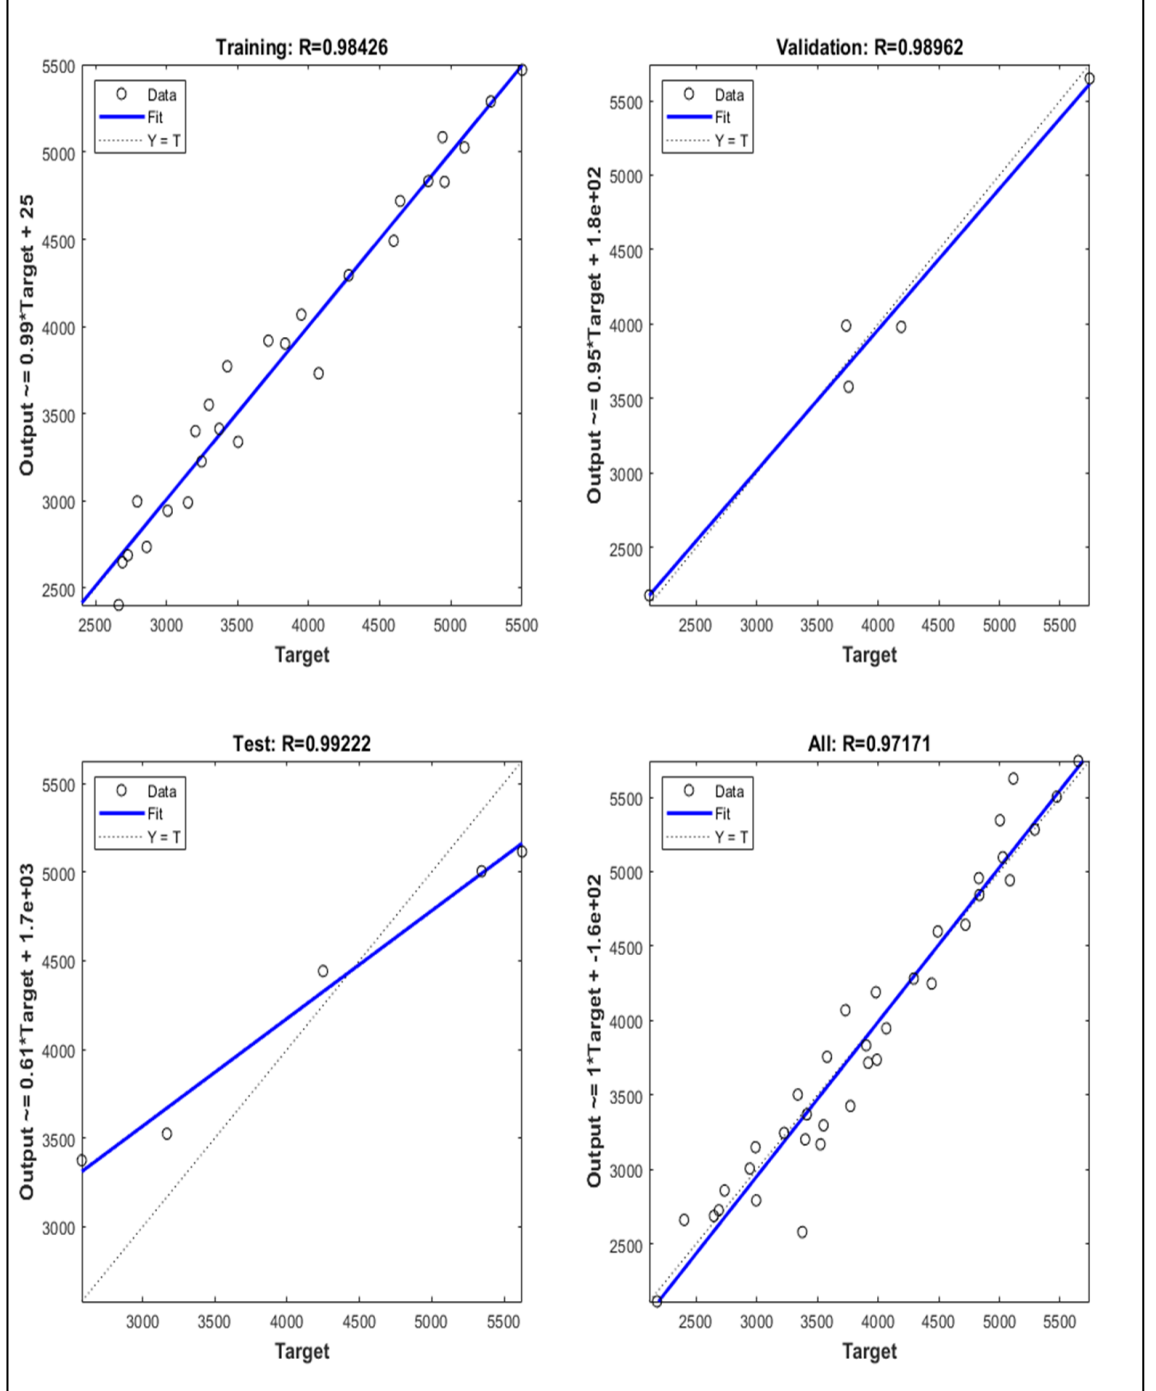 Training: R=0.98426
Output ~= 0.99*Target + 25
5500
5000
4500
4000
3500
3000
2500
Data
Fit
Y = T
2500 3000 3500 4000 4500 5000 5500
Target
Validation: R=0.98962
Output ~= 0.95*Target + 1.8e+02
5500
5000
4500
4000
3500
3000
2500
Data
Fit
Y = T
2500 3000 3500 4000 4500 5000 5500
Target
Test: R=0.99222
Output ~= 0.61*Target + 1.7e+03
5500
5000
4500
4000
3500
3000
Data
Fit
Y = T
3000 3500 4000 4500 5000 5500
Target
All: R=0.97171
Output ~= 1*Target + -1.6e+02
5500
5000
4500
4000
3500
3000
2500
Data
Fit
Y = T
2500 3000 3500 4000 4500 5000 5500
Target